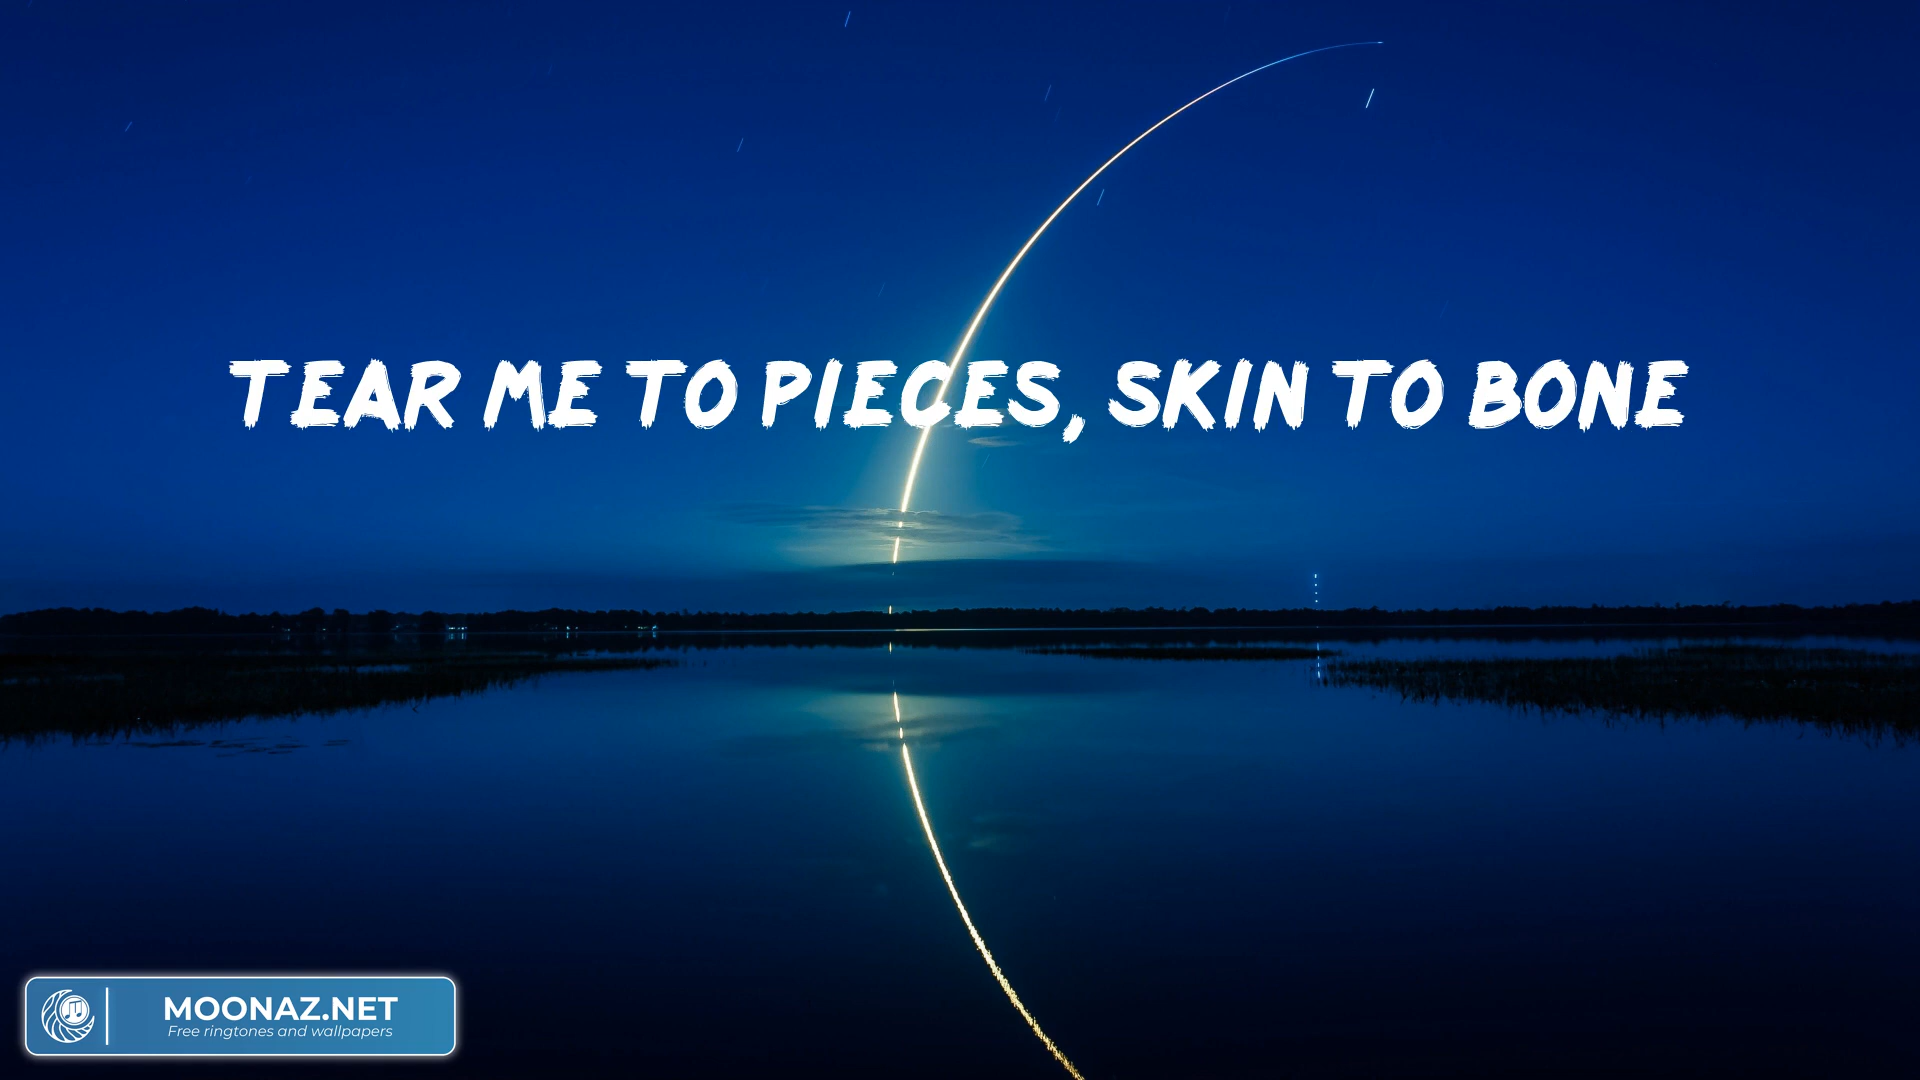 TEAR ME TO PIECES, SKIN TO BONE
MOONAZ.NET
Free ringtones and wallpapers